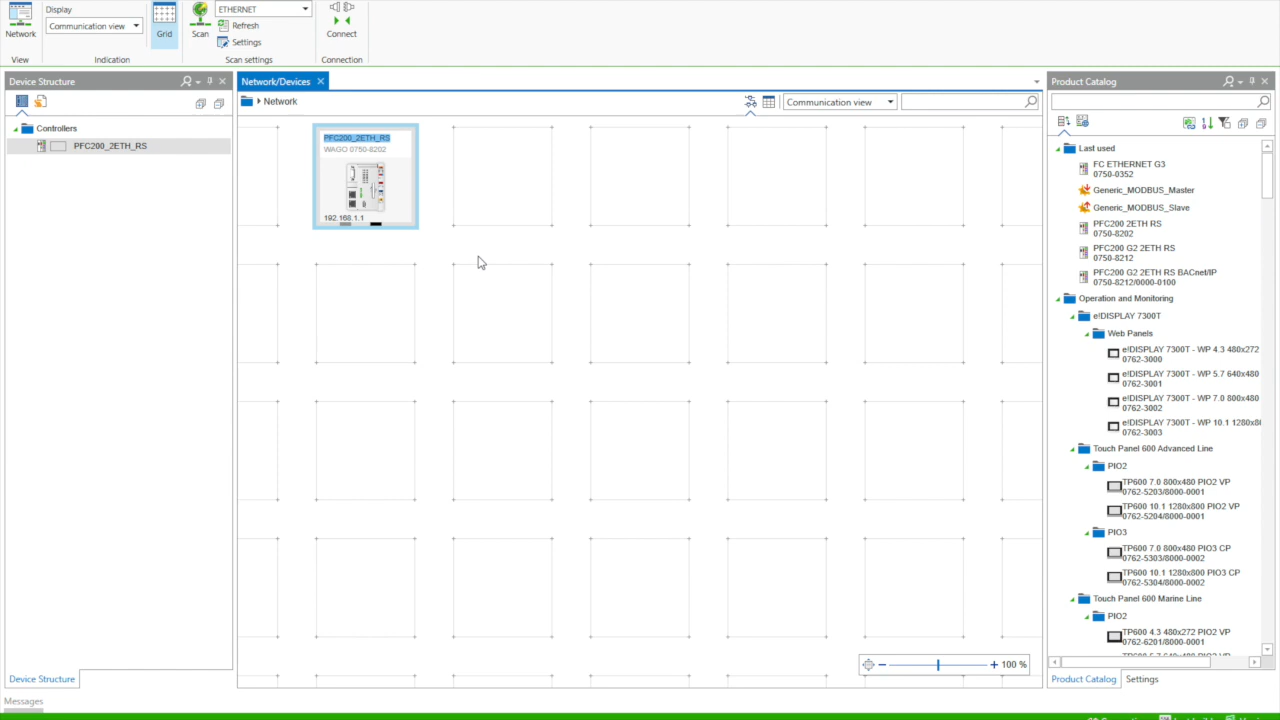 Display
ETHERNET
Communication view
Refresh
Settings
Network
Grid
Scan
Connect
View
Indication
Scan settings
Connection
Device Structure
Network/Devices
Product Catalog
Network
Communication view
Controllers
PFC200_2ETH_RS
PFC200_2ETH_RS
WAGO 0750-8202
192.168.1.1
Last used
FC ETHERNET G3
0750-0352
Generic_MODBUS_Master
Generic_MODBUS_Slave
PFC200 2ETH RS
0750-8202
PFC200 G2 2ETH RS
0750-8212
PFC200 G2 2ETH RS BACnet/IP
0750-8212/0000-0100
Operation and Monitoring
e!DISPLAY 7300T
Web Panels
e!DISPLAY 7300T - WP 4.3 480x272
0762-3000
e!DISPLAY 7300T - WP 5.7 640x480
0762-3001
e!DISPLAY 7300T - WP 7.0 800x480
0762-3002
e!DISPLAY 7300T - WP 10.1 1280x8
0762-3003
Touch Panel 600 Advanced Line
PIO2
TP600 7.0 800x480 PIO2 VP
0762-5203/8000-0001
TP600 10.1 1280x800 PIO2 VP
0762-5204/8000-0001
PIO3
TP600 7.0 800x480 PIO3 CP
0762-5303/8000-0002
TP600 10.1 1280x800 PIO3 CP
0762-5304/8000-0002
Touch Panel 600 Marine Line
PIO2
TP600 4.3 480x272 PIO2 VP
0762-6201/8000-0001
100 %
Device Structure
Product Catalog
Settings
Messages